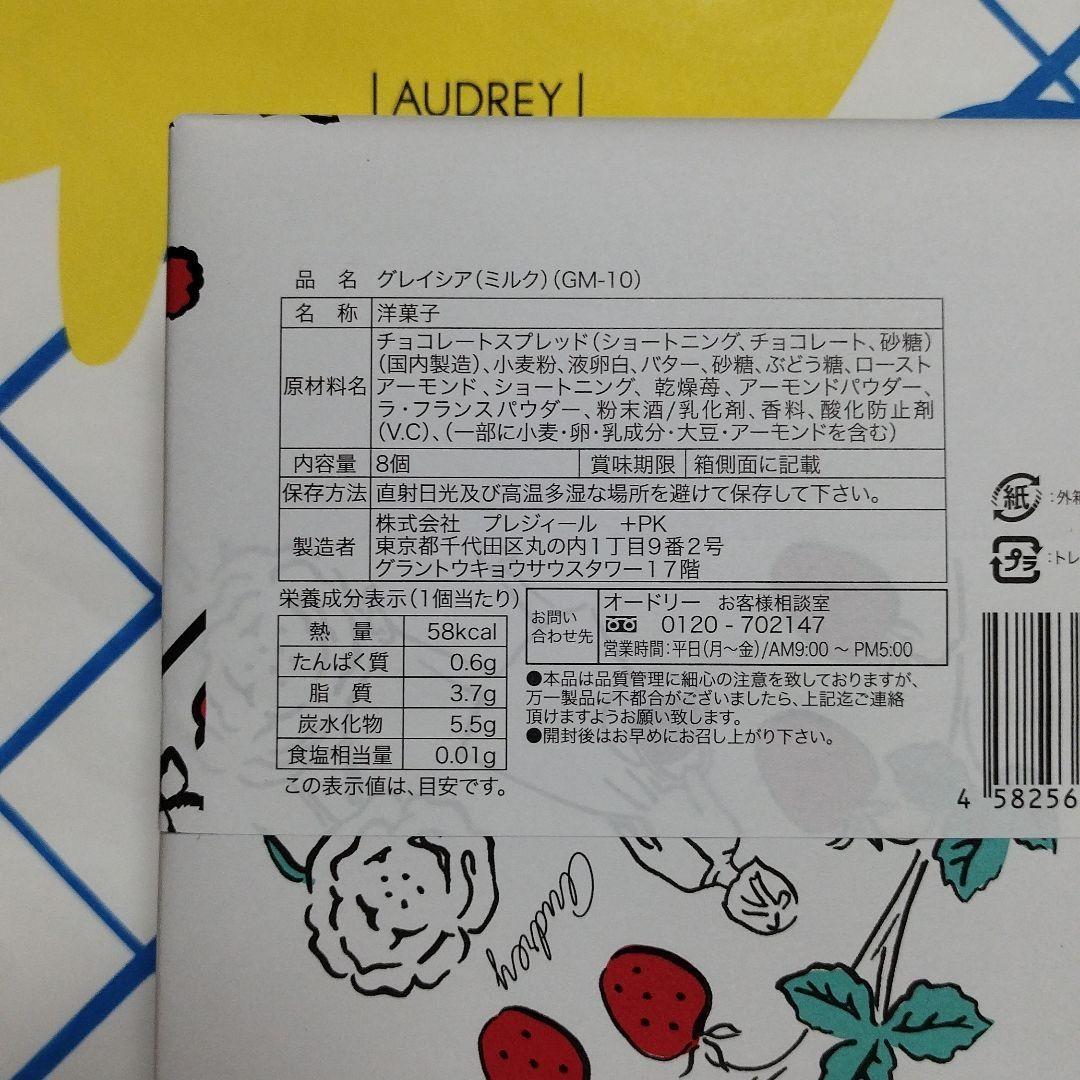 AUDREY
品 名 グレイシア(ミルク)(GM-10)
名 称 洋菓子
原材料名
チョコレートスプレッド(ショートニング、チョコレート、砂糖)
(国内製造)、小麦粉、液卵白、バター、砂糖、ぶどう糖、ロースト
アーモンド、ショートニング、乾燥苺、アーモンドパウダー、
ラ・フランスパウダー、粉末酒/乳化剤、香料、酸化防止剤
(V.C)、(一部に小麦・卵・乳成分・大豆・アーモンドを含む)
内容量 8個 賞味期限 箱側面に記載
保存方法 直射日光及び高温多湿な場所を避けて保存して下さい。
製造者
株式会社 プレジィール +PK
東京都千代田区丸の内1丁目9番2号
グラントウキョウサウスタワー17階
紙:外箱
プラ:トレ
栄養成分表示(1個当たり)
熱 量 58kcal
たんぱく質 0.6g
脂 質 3.7g
炭水化物 5.5g
食塩相当量 0.01g
この表示値は、目安です。
お問い
合わせ先
オードリー お客様相談室
0120-702147
営業時間:平日(月〜金)/AM9:00 〜 PM5:00
●本品は品質管理に細心の注意を致しておりますが、
万一製品に不都合がございましたら、上記迄ご連絡
頂けますようお願い致します。
●開封後はお早めにお召し上がり下さい。
4 58256
Audrey